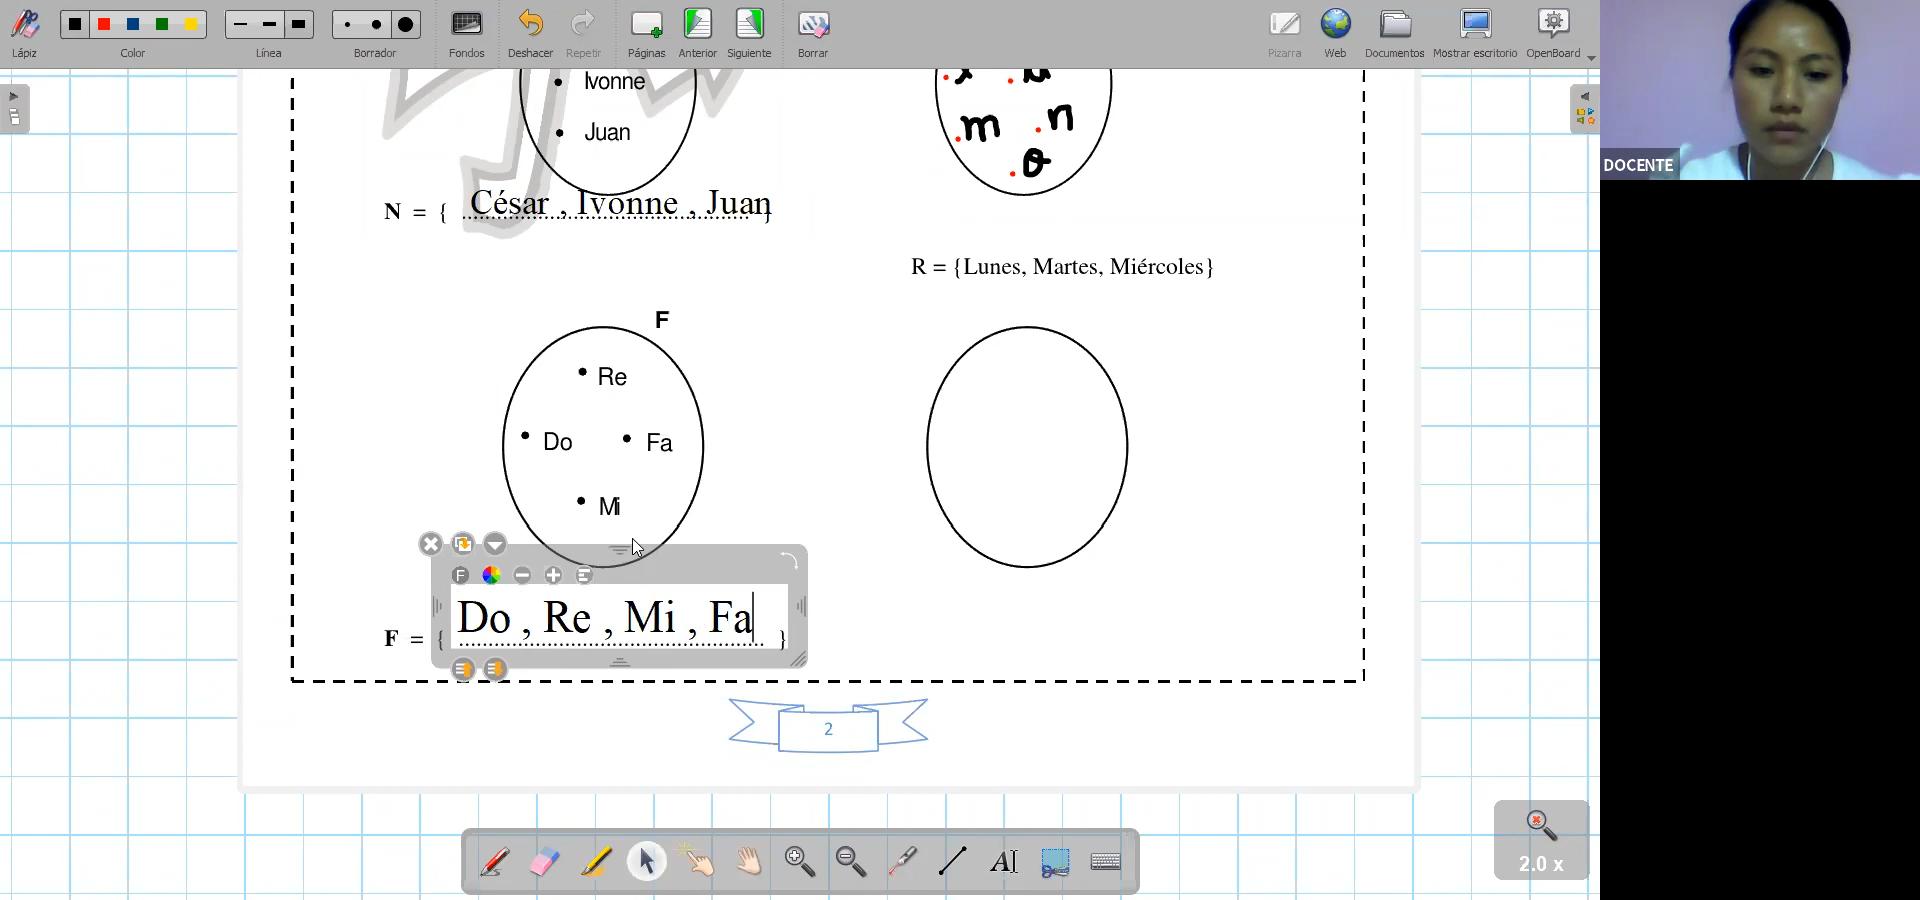 Lápiz
Color
Línea
Borrador
Fondos
Deshacer
Repetir
Páginas
Anterior
Siguiente
Borrar
Pizarra
Web
Documentos
Mostrar escritorio
OpenBoard
DOCENTE
Ivonne
Juan
m
n
o
N = { César , Ivonne , Juan }
R = {Lunes, Martes, Miércoles}
F
Re
Do
Fa
Mi
F
F = { Do , Re , Mi , Fa }
2
AI
2.0 x